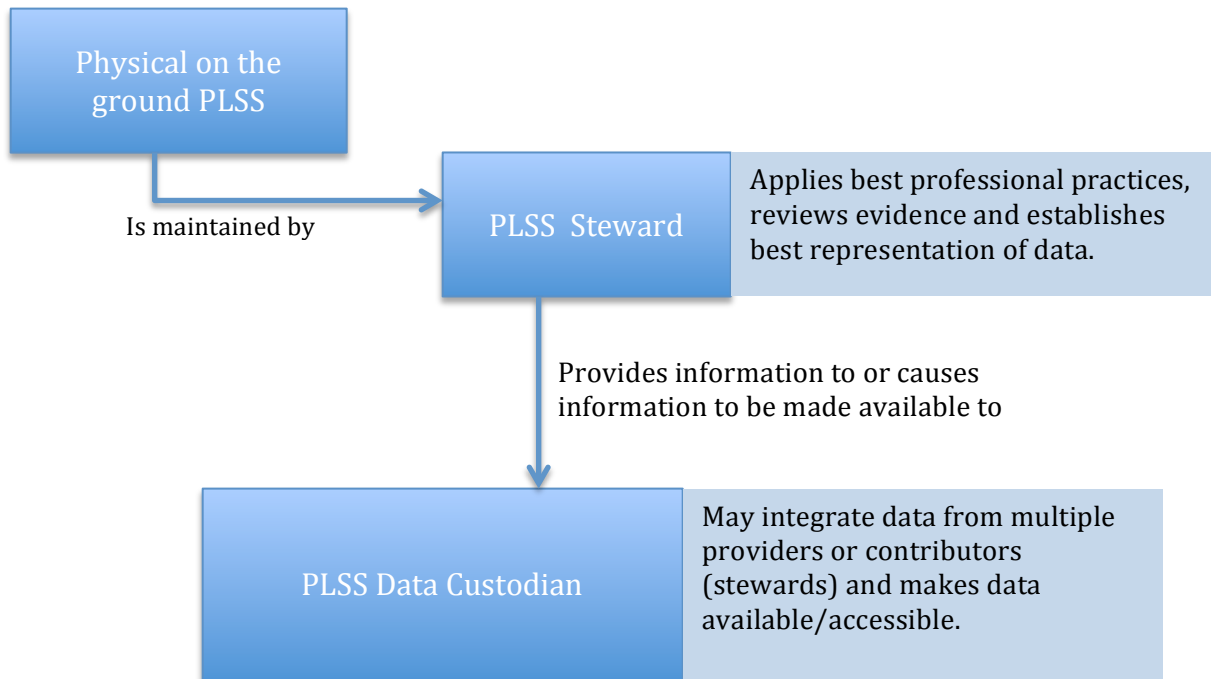 Physical on the
ground PLSS
Is maintained by
PLSS  Steward
Applies best professional practices,
reviews evidence and establishes
best representation of data.
Provides information to or causes
information to be made available to
PLSS Data Custodian
May integrate data from multiple
providers or contributors
(stewards) and makes data
available/accessible.